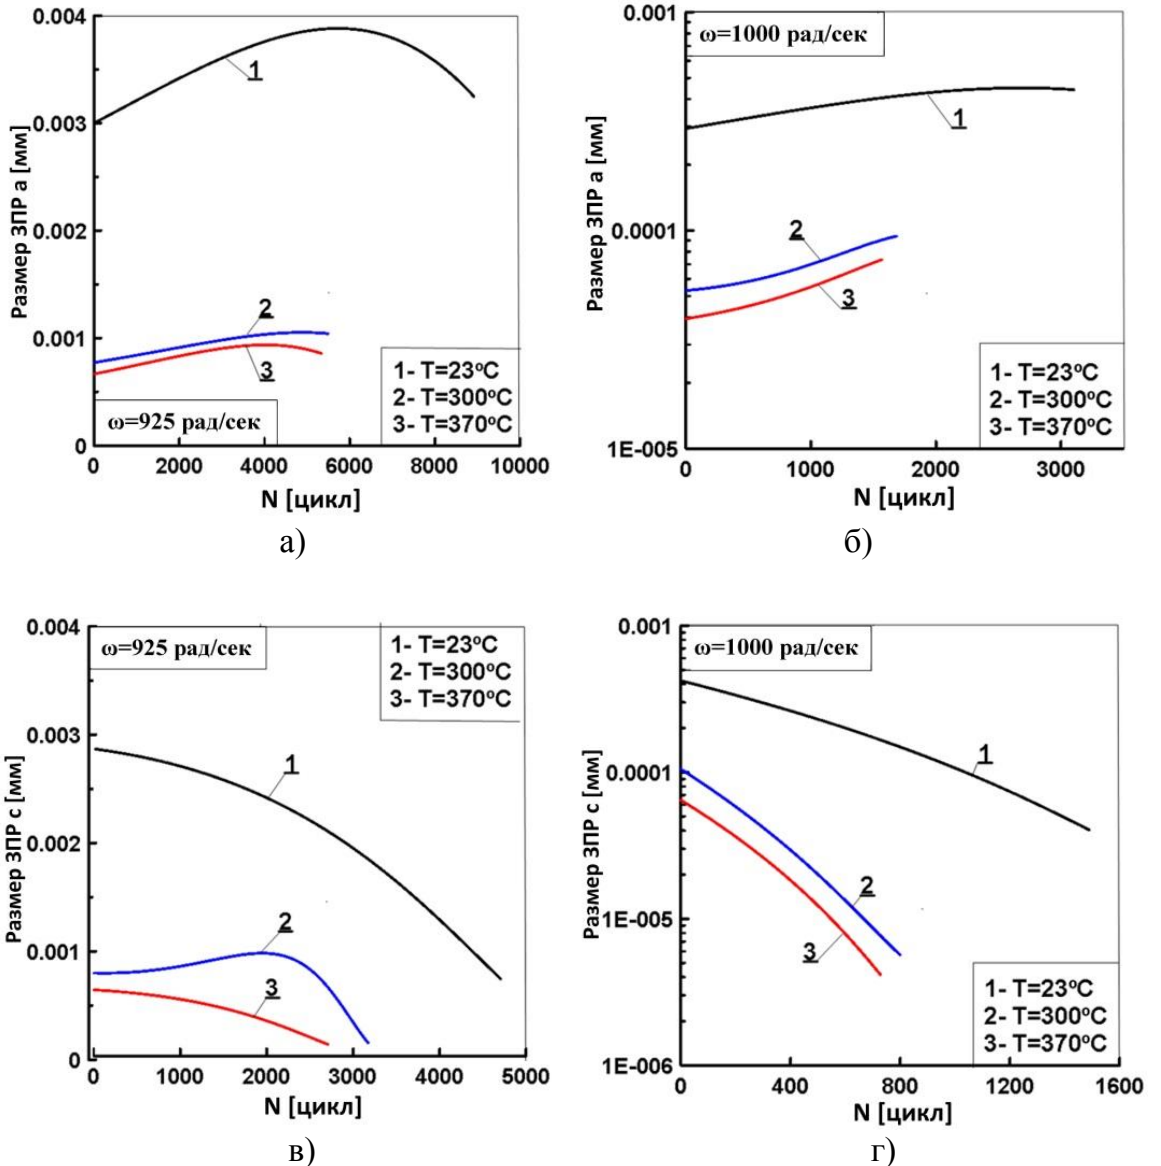 0.004
0.003
0.002
0.001
0
Размер ЗПР а [мм]
1
2
3
1- T=23°C
2- T=300°C
3- T=370°C
ω=925 рад/сек
0 2000 4000 6000 8000 10000
N [цикл]
а)
0.001
0.0001
1E-005
Размер ЗПР а [мм]
ω=1000 рад/сек
1
2
3
1- T=23°C
2- T=300°C
3- T=370°C
0 1000 2000 3000
N [цикл]
б)
0.004
0.003
0.002
0.001
0
Размер ЗПР с [мм]
ω=925 рад/сек
1- T=23°C
2- T=300°C
3- T=370°C
1
2
3
0 1000 2000 3000 4000 5000
N [цикл]
в)
0.001
0.0001
1E-005
1E-006
Размер ЗПР с [мм]
ω=1000 рад/сек
1
2
3
1- T=23°C
2- T=300°C
3- T=370°C
0 400 800 1200 1600
N [цикл]
г)